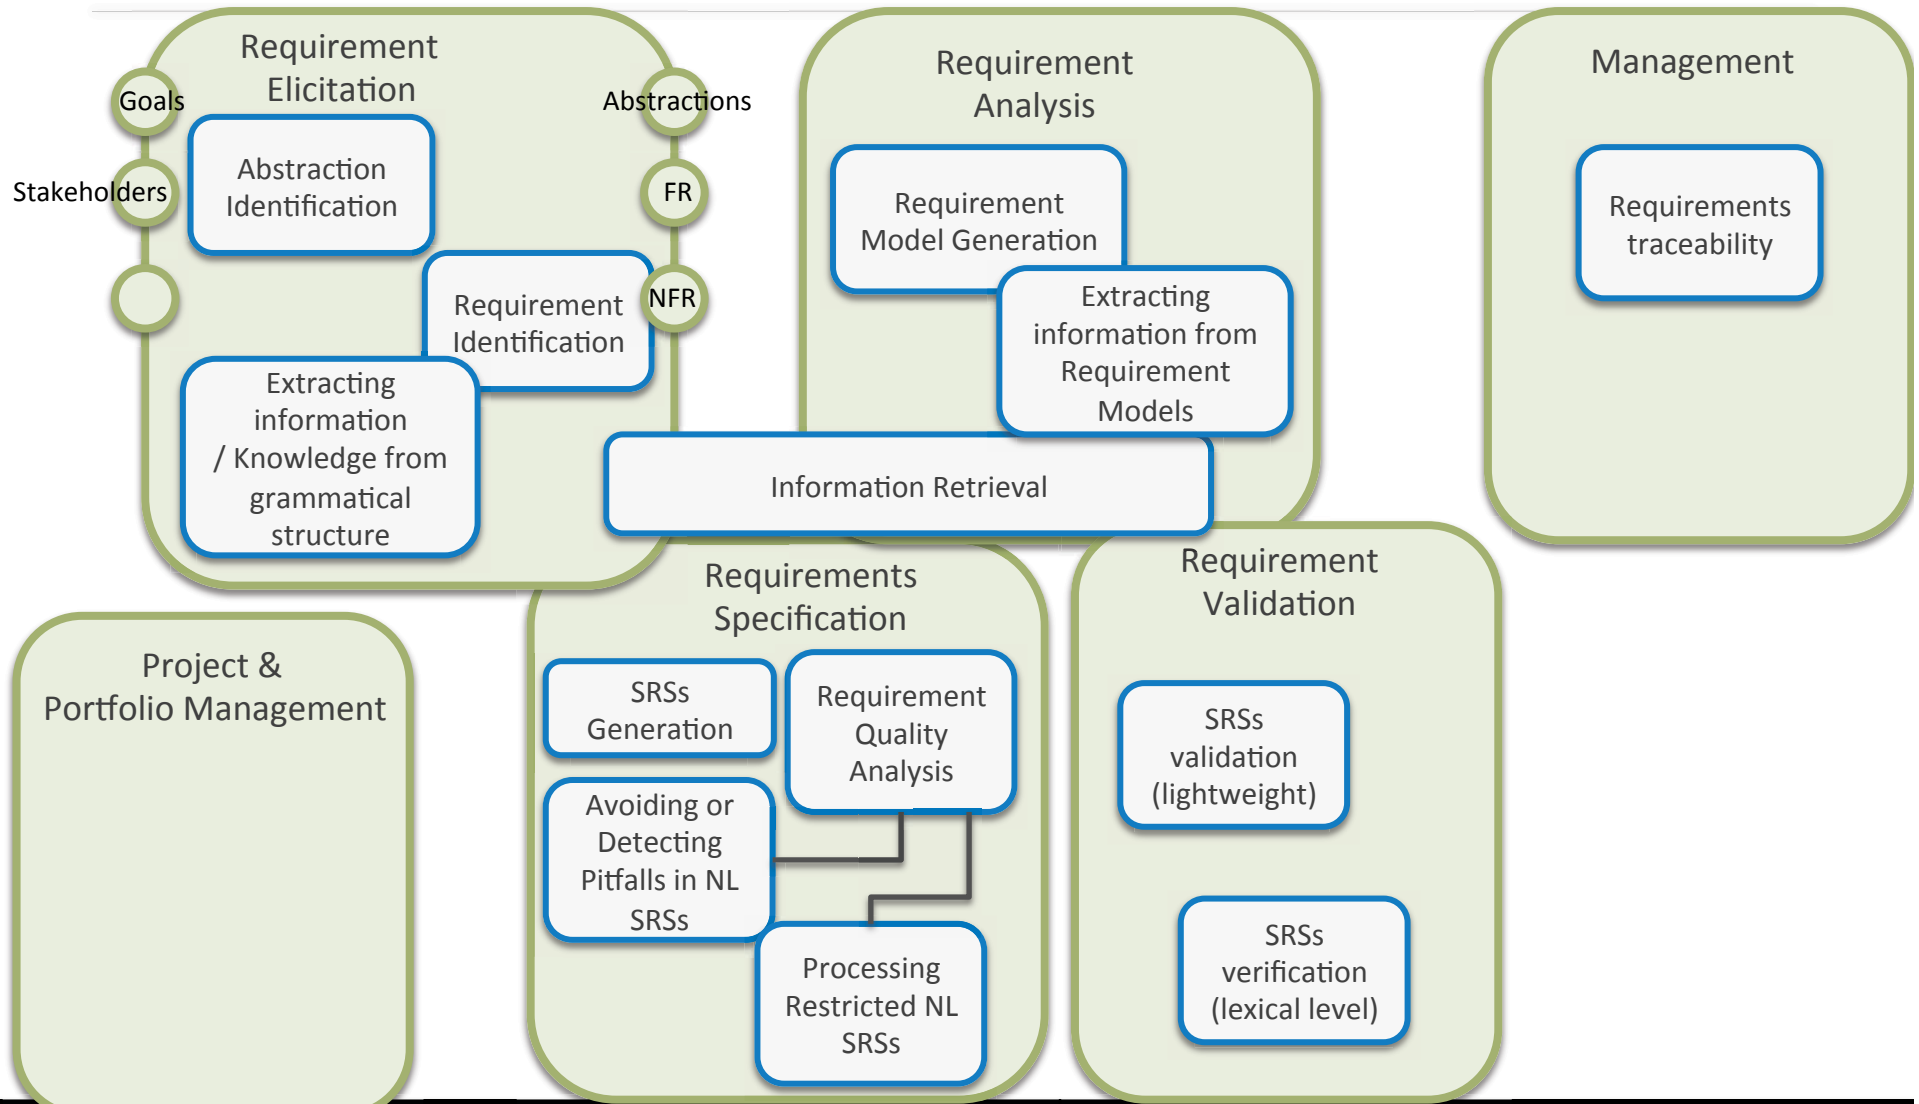 Requirement
Elicitation
Goals
Stakeholders
Abstractions
FR
NFR
Abstraction
Identification
Requirement
Identification
Extracting
information
/ Knowledge from
grammatical
structure
Requirement
Analysis
Requirement
Model Generation
Extracting
information from
Requirement
Models
Information Retrieval
Management
Requirements
traceability
Project &
Portfolio Management
Requirements
Specification
SRSs
Generation
Requirement
Quality
Analysis
Avoiding or
Detecting
Pitfalls in NL
SRSs
Processing
Restricted NL
SRSs
Requirement
Validation
SRSs
validation
(lightweight)
SRSs
verification
(lexical level)